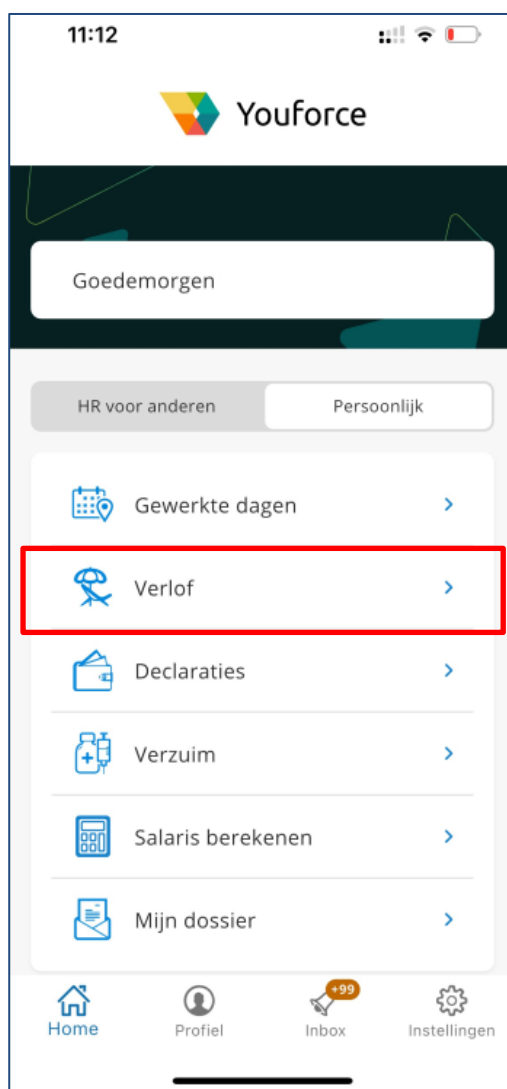 11:12
Youforce
Goedemorgen
HR voor anderen
Persoonlijk
Gewerkte dagen
Verlof
Declaraties
Verzuim
Salaris berekenen
Mijn dossier
+99
Home
Profiel
Inbox
Instellingen